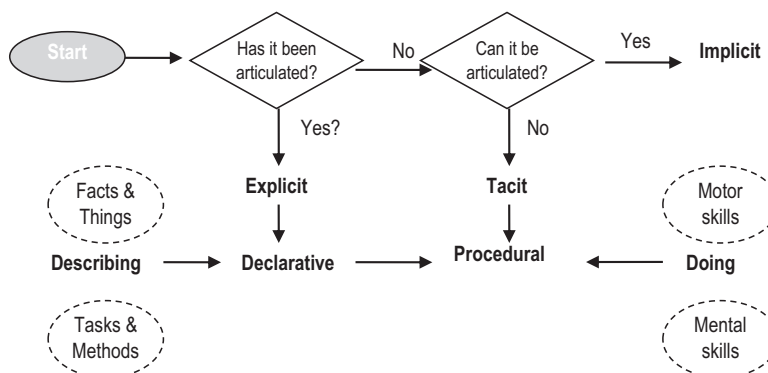 Start
Has it been
articulated?
No
Can it be
articulated?
Yes
Implicit
Yes?
No
Facts &
Things
Explicit
Tacit
Motor
skills
Describing
Declarative
Procedural
Doing
Tasks &
Methods
Mental
skills